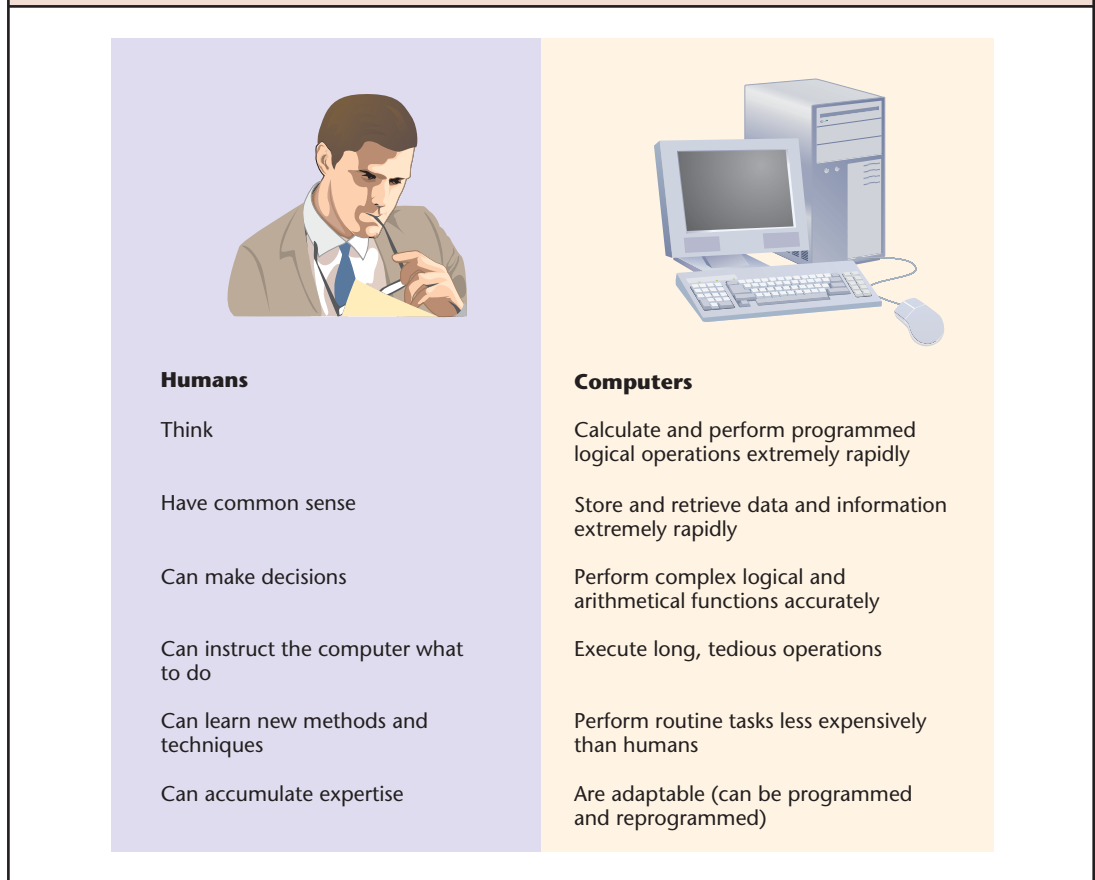 Humans
Think
Have common sense
Can make decisions
Can instruct the computer what
to do
Can learn new methods and
techniques
Can accumulate expertise
Computers
Calculate and perform programmed
logical operations extremely rapidly
Store and retrieve data and information
extremely rapidly
Perform complex logical and
arithmetical functions accurately
Execute long, tedious operations
Perform routine tasks less expensively
than humans
Are adaptable (can be programmed
and reprogrammed)